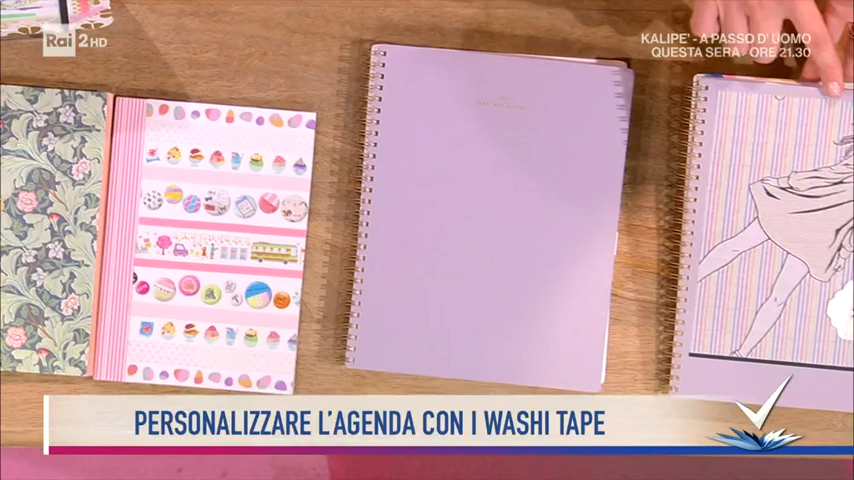 Rai 2 HD
KALIPE' - A PASSO D' UOMO
QUESTA SERA - ORE 21.30
PERSONALIZZARE L'AGENDA CON I WASHI TAPE